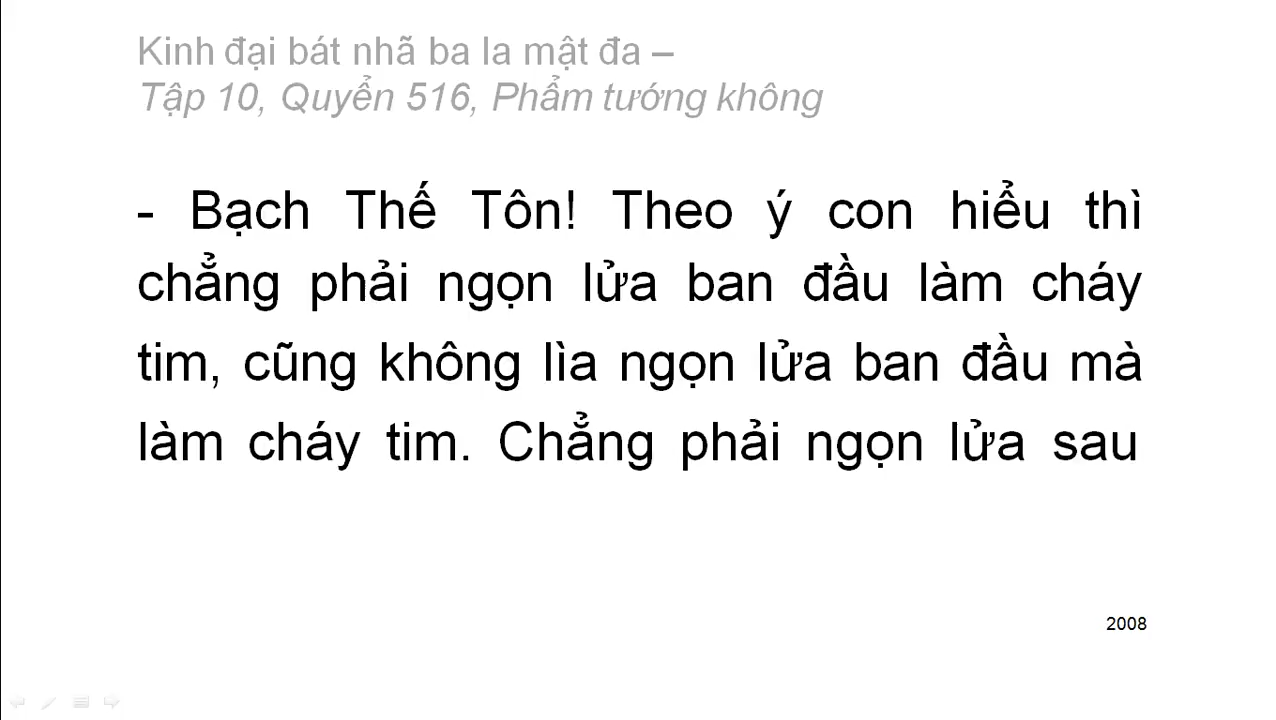 Kinh đại bát nhã ba la mật đa –
Tập 10, Quyển 516, Phẩm tướng không
- Bạch Thế Tôn! Theo ý con hiểu thì
chẳng phải ngọn lửa ban đầu làm cháy
tim, cũng không lìa ngọn lửa ban đầu mà
làm cháy tim. Chẳng phải ngọn lửa sau
2008